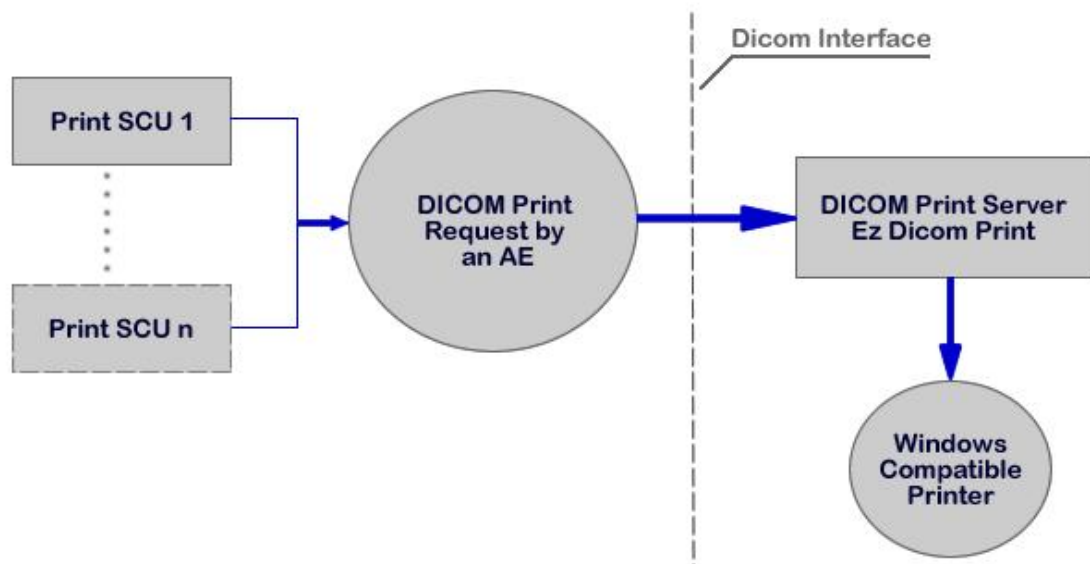 Dicom Interface
Print SCU 1
DICOM Print
Request by
an AE
DICOM Print Server
Ez Dicom Print
Print SCU n
Windows
Compatible
Printer